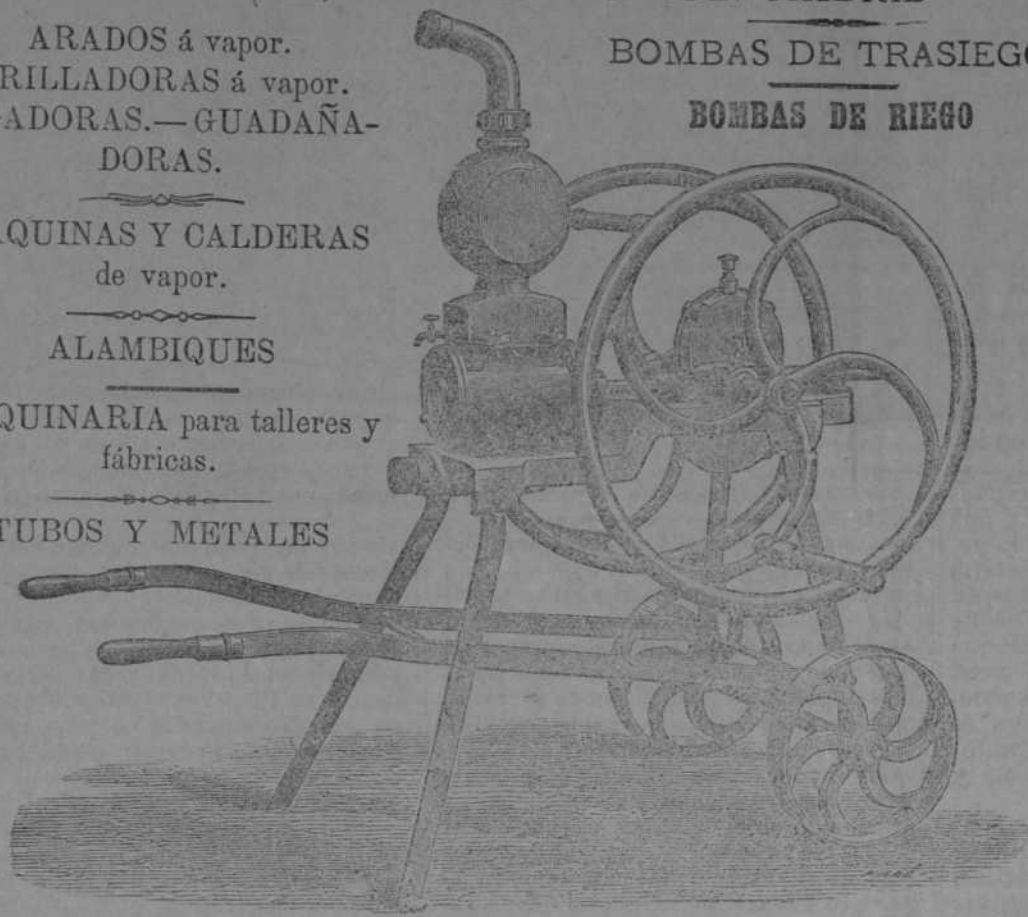 ARADOS á vapor.
RILLADORAS á vapor.
ADORAS.—GUADAÑA-
DORAS.
QUINAS Y CALDERAS
de vapor.
ALAMBIQUES
QUINARIA para talleres y
fábricas.
TUBOS Y METALES
BOMBAS DE TRASIEGO
BOMBAS DE RIEGO